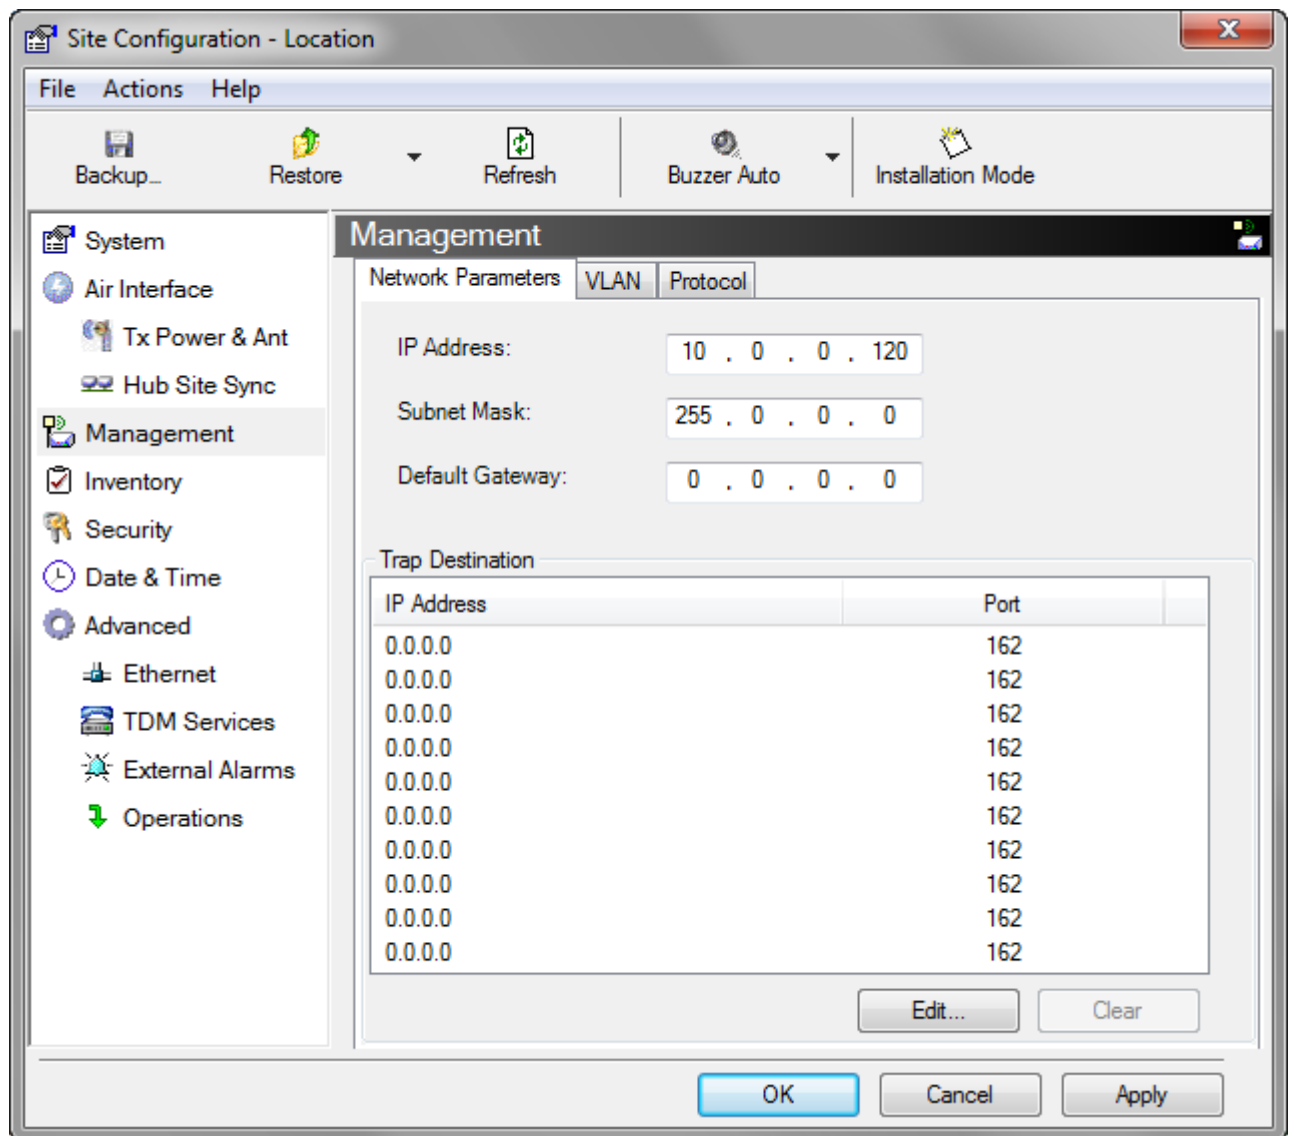 Site Configuration - Location
File Actions Help
Backup... Restore Refresh Buzzer Auto Installation Mode
System
Air Interface
Tx Power & Ant
Hub Site Sync
Management
Inventory
Security
Date & Time
Advanced
Ethernet
TDM Services
External Alarms
Operations
Management
Network Parameters VLAN Protocol
IP Address: 10 . 0 . 0 . 120
Subnet Mask: 255 . 0 . 0 . 0
Default Gateway: 0 . 0 . 0 . 0
Trap Destination
IP Address Port
0.0.0.0 162
0.0.0.0 162
0.0.0.0 162
0.0.0.0 162
0.0.0.0 162
0.0.0.0 162
0.0.0.0 162
0.0.0.0 162
0.0.0.0 162
0.0.0.0 162
Edit... Clear
OK Cancel Apply